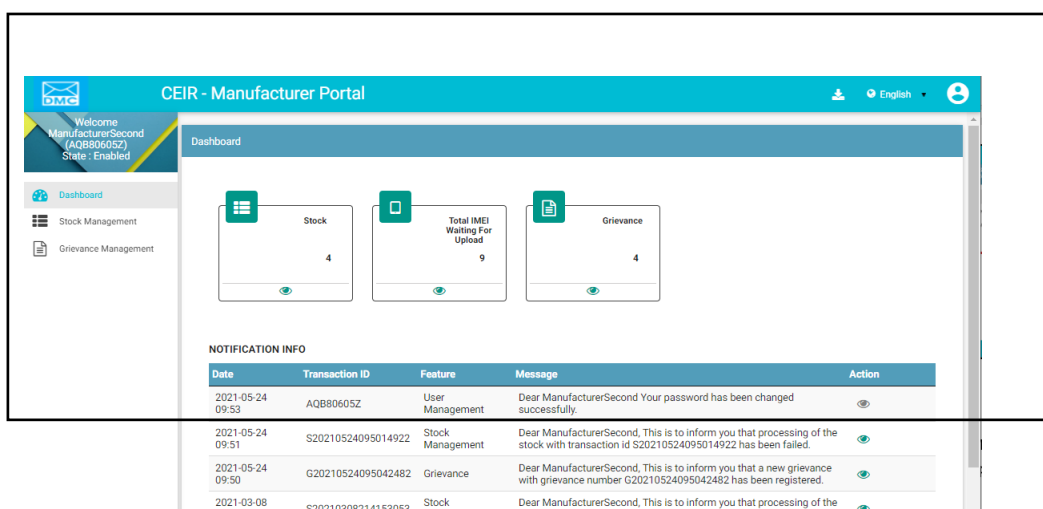 DMC
CEIR - Manufacturer Portal
English
Welcome
ManufacturerSecond
(AQB80605Z)
State : Enabled
Dashboard
Stock Management
Grievance Management
Dashboard
Stock
4
Total IMEI
Waiting For
Upload
9
Grievance
4
NOTIFICATION INFO
Date Transaction ID Feature Message Action
2021-05-24
09:53
AQB80605Z
User
Management
Dear ManufacturerSecond Your password has been changed
successfully.
2021-05-24
09:51
S20210524095014922
Stock
Management
Dear ManufacturerSecond, This is to inform you that processing of the
stock with transaction id S20210524095014922 has been failed.
2021-05-24
09:50
G20210524095042482
Grievance
Dear ManufacturerSecond, This is to inform you that a new grievance
with grievance number G20210524095042482 has been registered.
2021-03-08
S20210308214153053
Stock
Dear ManufacturerSecond, This is to inform you that processing of the